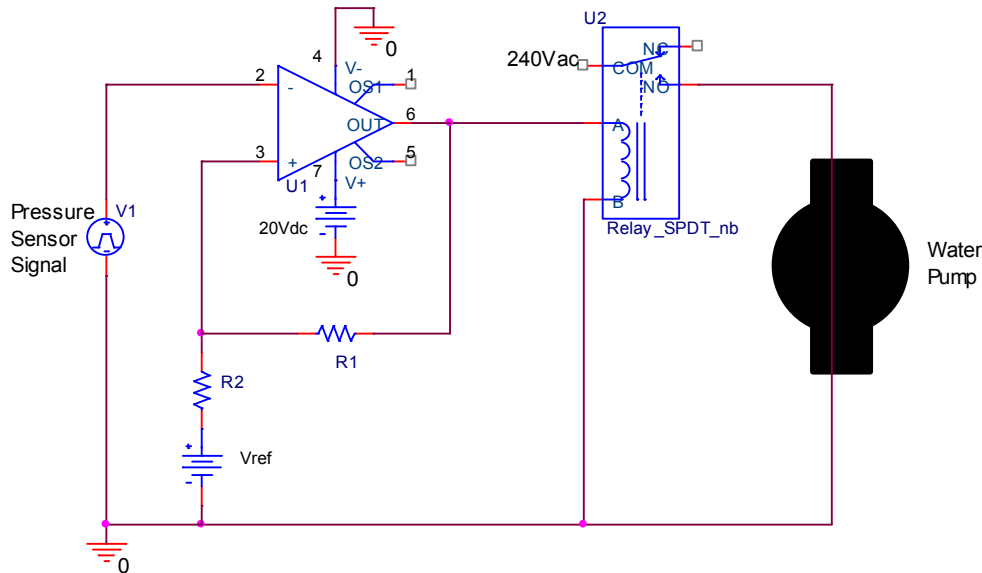 U2
4
0
NC
240Vac
COM
V-
1
2
-
OS1
NO
6
OUT
A
3
+
5
OS2
7
U1
V+
B
Pressure
Sensor
Signal
V1
+
-
20Vdc
+
-
Relay_SPDT_nb
Water
Pump
0
R1
R2
+
-
Vref
0